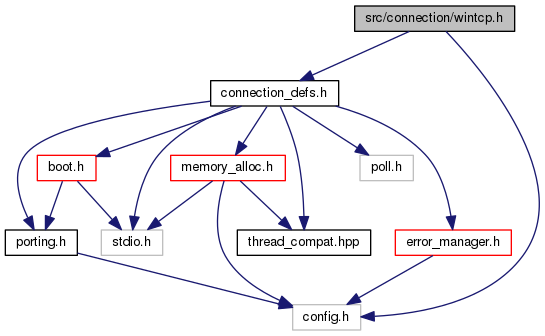 src/connection/wintcp.h
connection_defs.h
boot.h
memory_alloc.h
poll.h
porting.h
stdio.h
thread_compat.hpp
error_manager.h
config.h